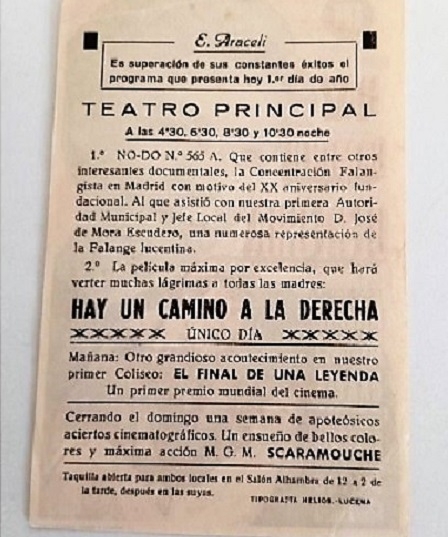 E. Araceli
Es superación de sus constantes éxitos el
programa que presenta hoy 1.er día de año
TEATRO PRINCIPAL
A las 4'30, 6'30, 8'30 y 10'30 noche
1.º NO-DO N.º 565 A. Que contiene entre otros
interesantes documentales, la Concentración Falan-
gista en Madrid con motivo del XX aniversario fun-
dacional. Al que asistió con nuestra primera Autori-
dad Municipal y Jefe Local del Movimiento D. José
de Mora Escudero, una numerosa representación de
la Falange lucentina.
2.º La película máxima por excelencia, que hará
verter muchas lágrimas a todas las madres:
HAY UN CAMINO A LA DERECHA
ÚNICO DÍA
Mañana: Otro grandioso acontecimiento en nuestro
primer Coliseo: EL FINAL DE UNA LEYENDA
Un primer premio mundial del cinema.
Cerrando el domingo una semana de apoteósicos
aciertos cinematográficos. Un ensueño de bellos colo-
res y máxima acción M. G. M. SCARAMOUCHE
Taquilla abierta para ambos locales en el Salón Alhambra de 12 a 2 de
la tarde, después en las suyas.
TIPOGRAFIA HELIOS.-LUCENA